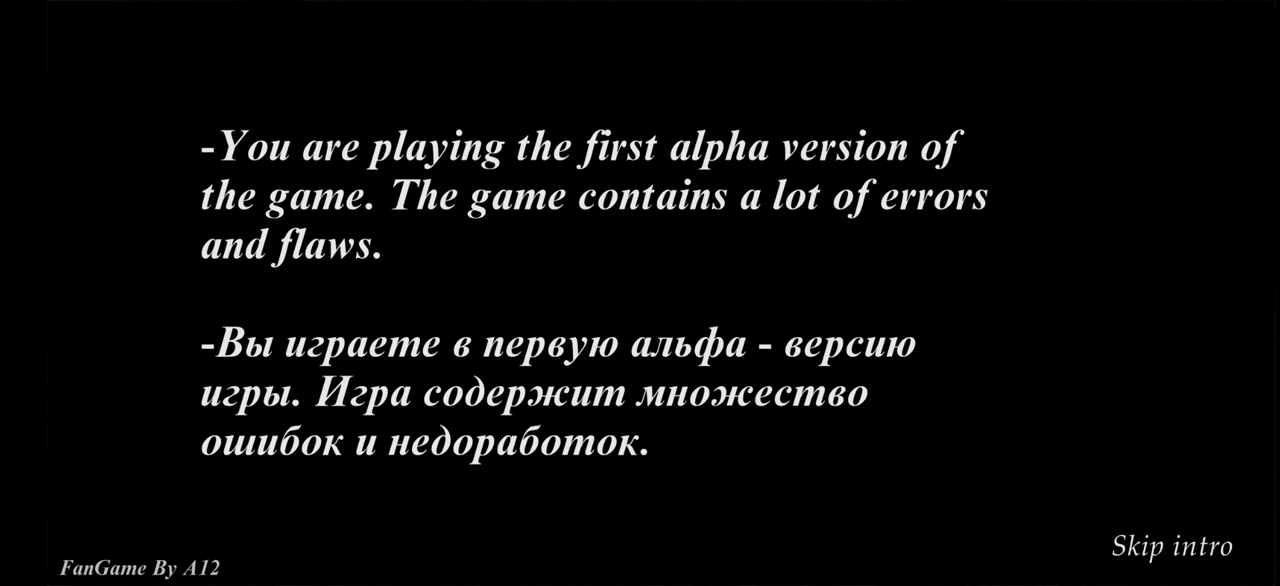 -You are playing the first alpha version of
the game. The game contains a lot of errors
and flaws.
-Вы играете в первую альфа - версию
игры. Игра содержит множество
ошибок и недоработок.
Skip intro
FanGame By A12